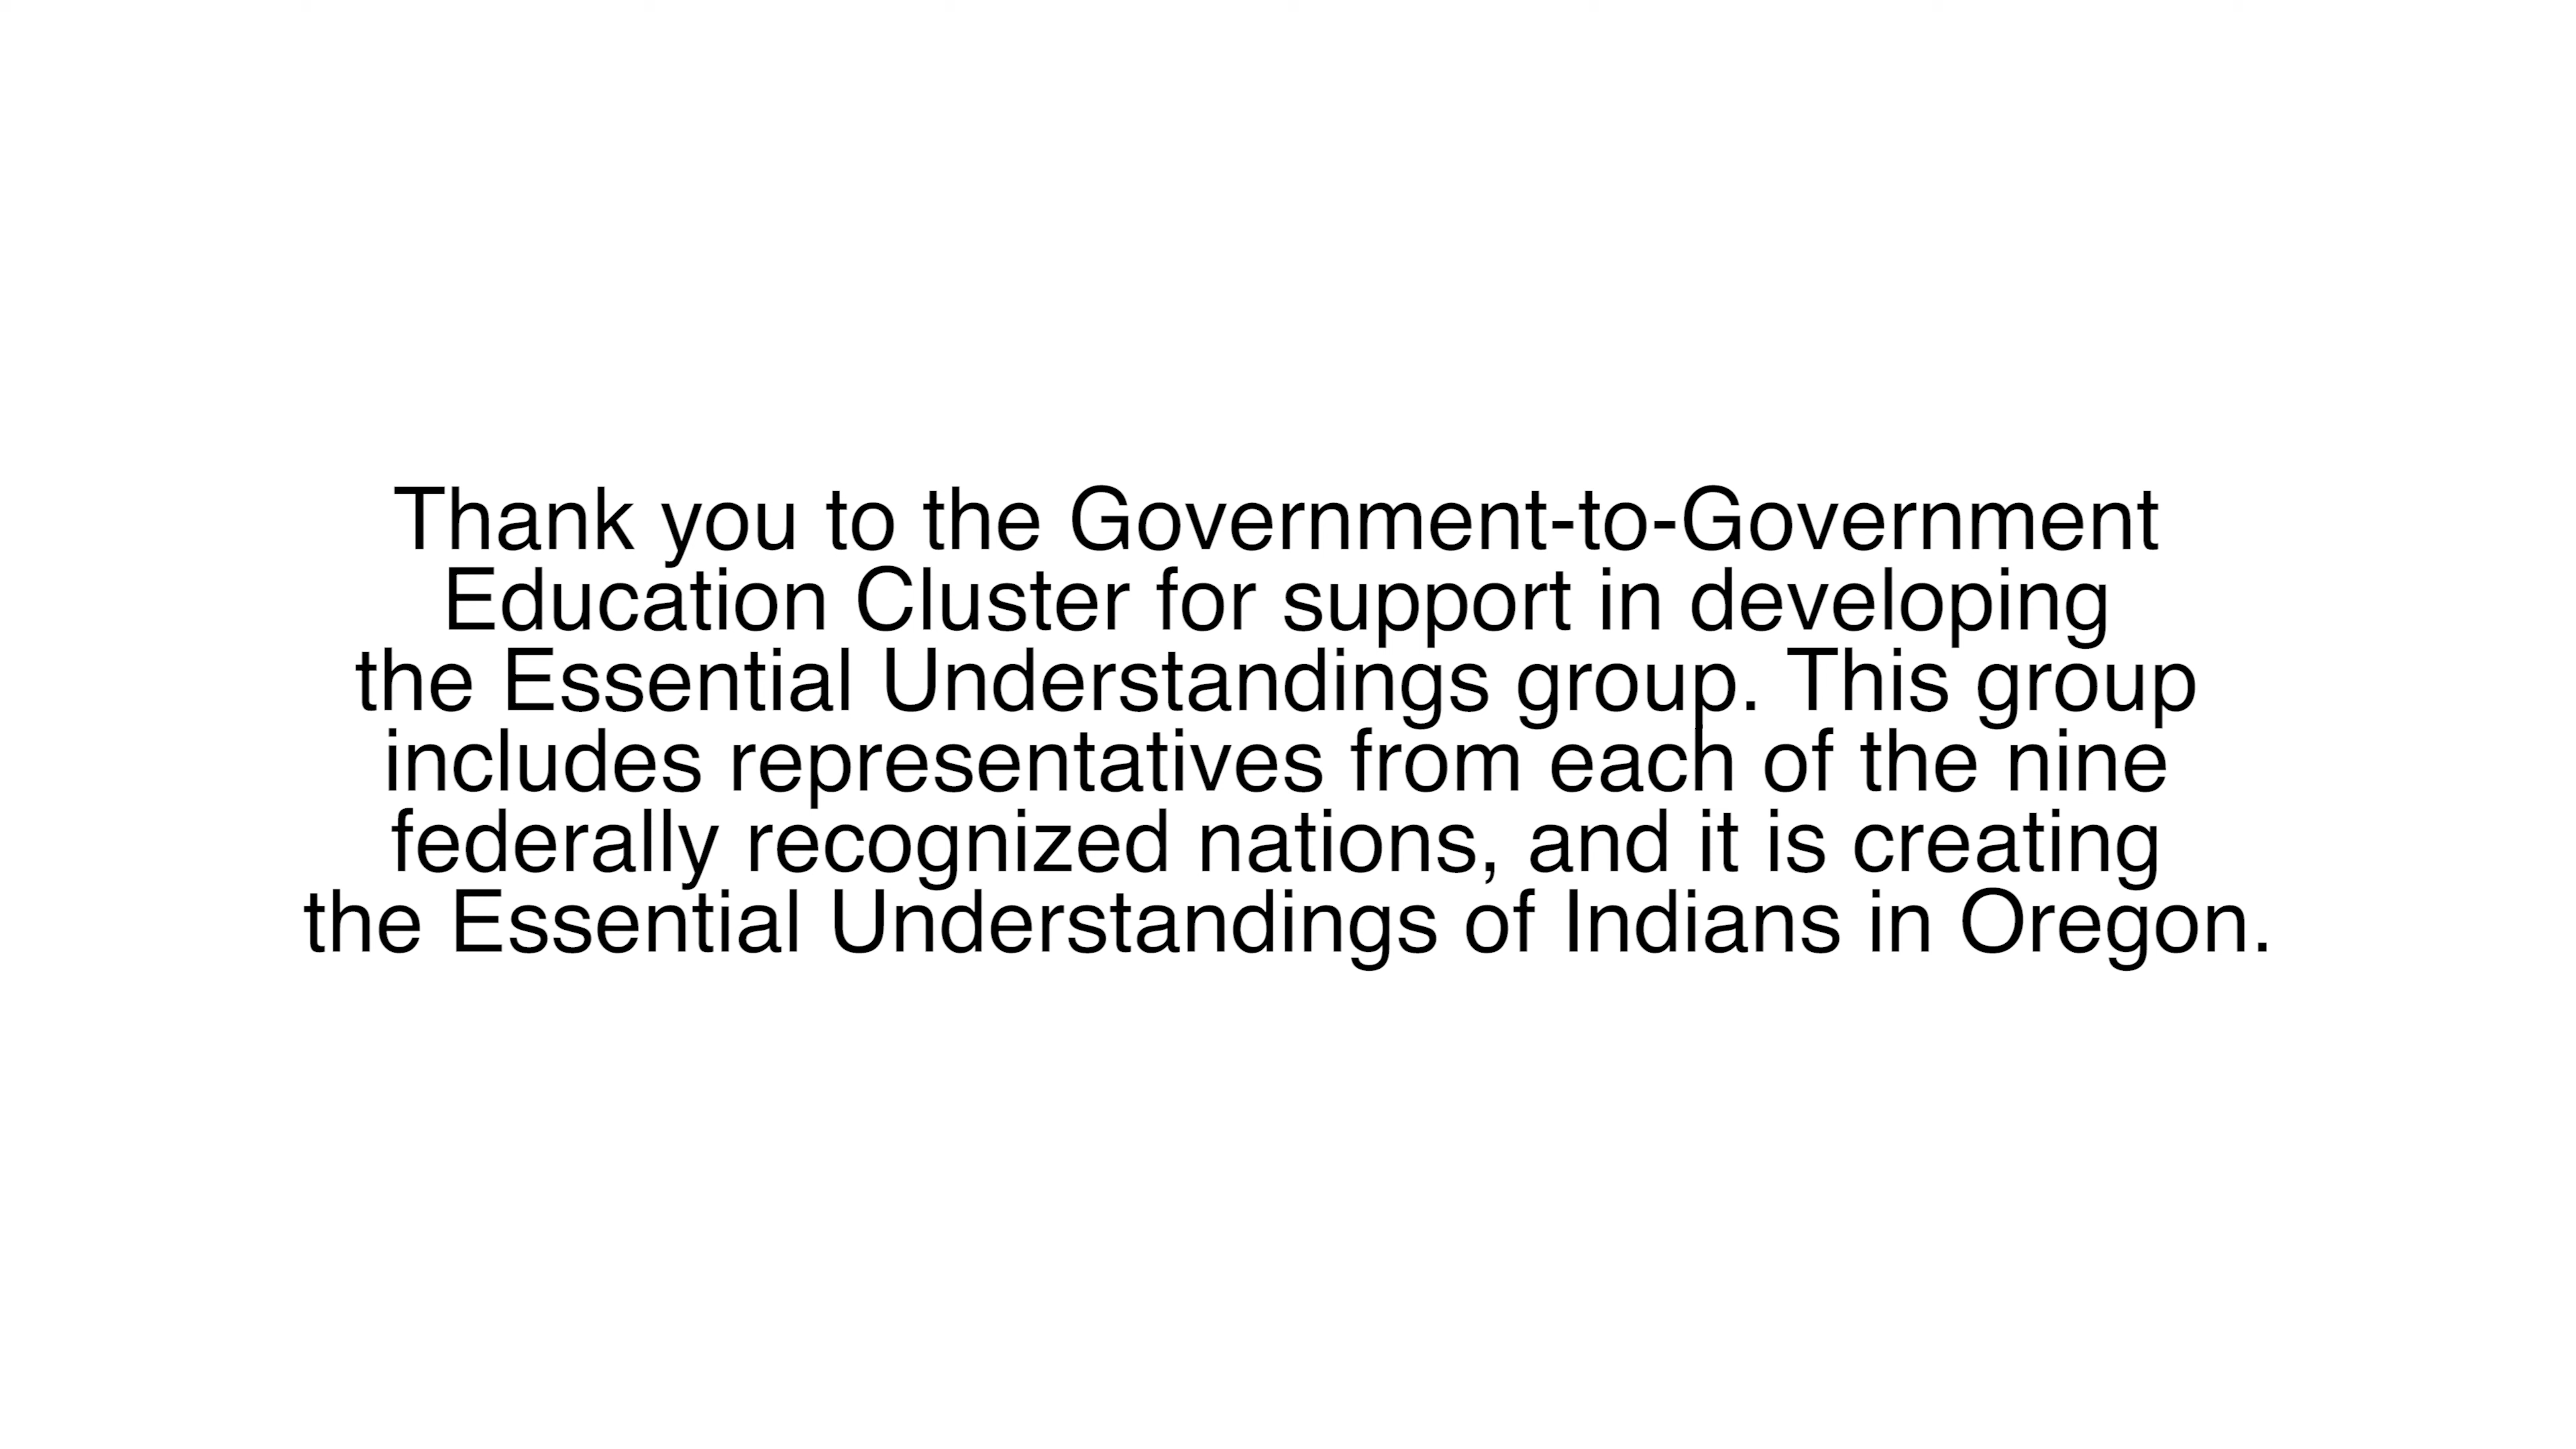 Thank you to the Government-to-Government
Education Cluster for support in developing
the Essential Understandings group. This group
includes representatives from each of the nine
federally recognized nations, and it is creating
the Essential Understandings of Indians in Oregon.